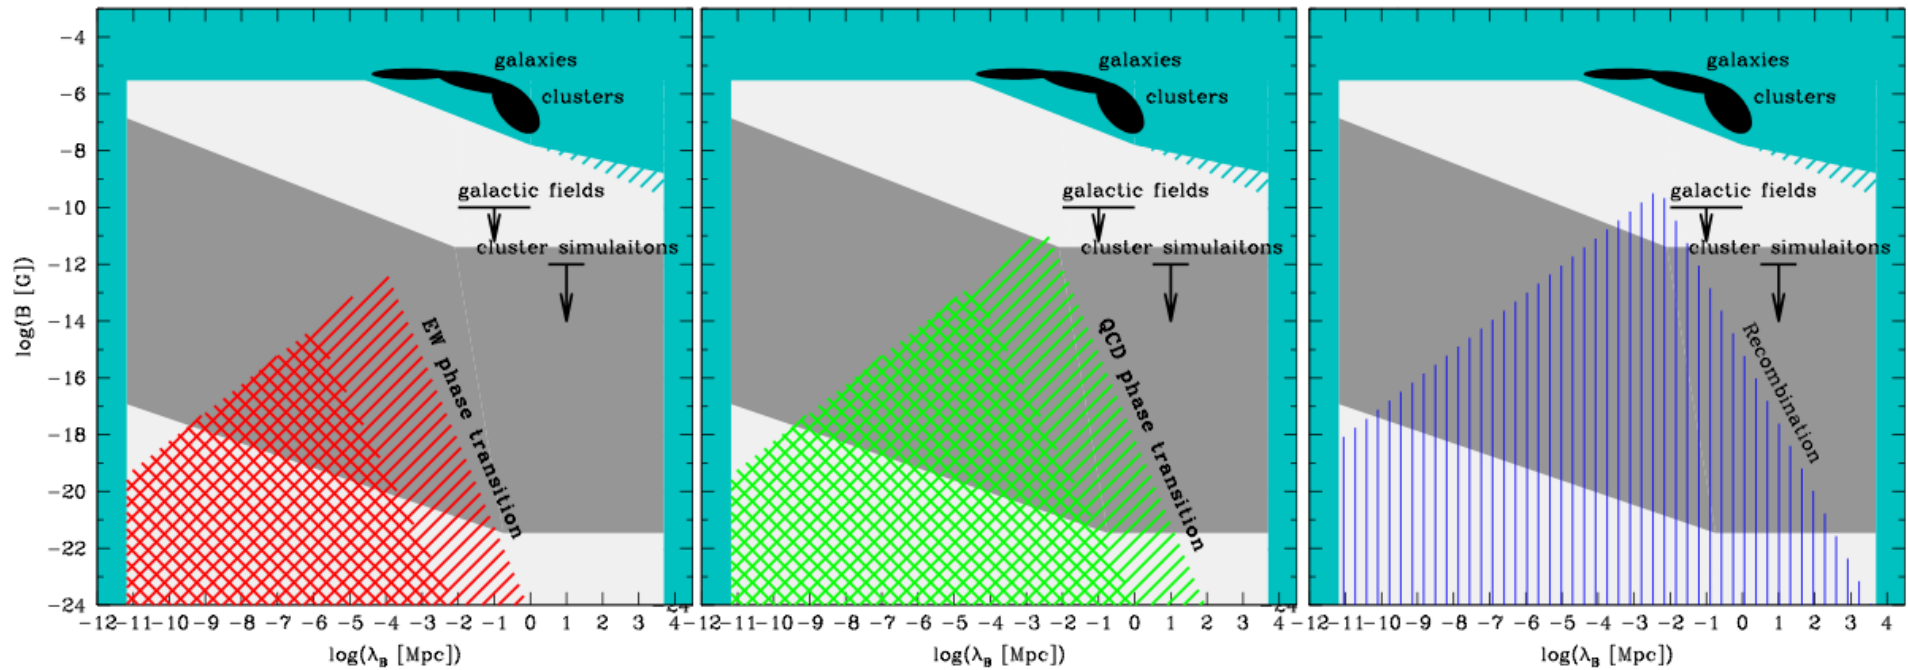 -4
-6
-8
-10
-12
-14
-16
-18
-20
-22
-24
log(B [G])
galaxies
clusters
galactic fields
cluster simulaitons
EW phase transition
-12 -11 -10 -9 -8 -7 -6 -5 -4 -3 -2 -1 0 1 2 3 4
log(λB [Mpc])
galaxies
clusters
galactic fields
cluster simulaitons
QCD phase transition
-12 -11 -10 -9 -8 -7 -6 -5 -4 -3 -2 -1 0 1 2 3 4
log(λB [Mpc])
galaxies
clusters
galactic fields
cluster simulaitons
Recombination
-12 -11 -10 -9 -8 -7 -6 -5 -4 -3 -2 -1 0 1 2 3 4
log(λB [Mpc])